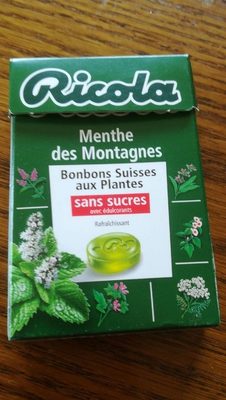 Ricola
Menthe
des Montagnes
Bonbons Suisses
aux Plantes
sans sucres
avec édulcorants
Rafraîchissant